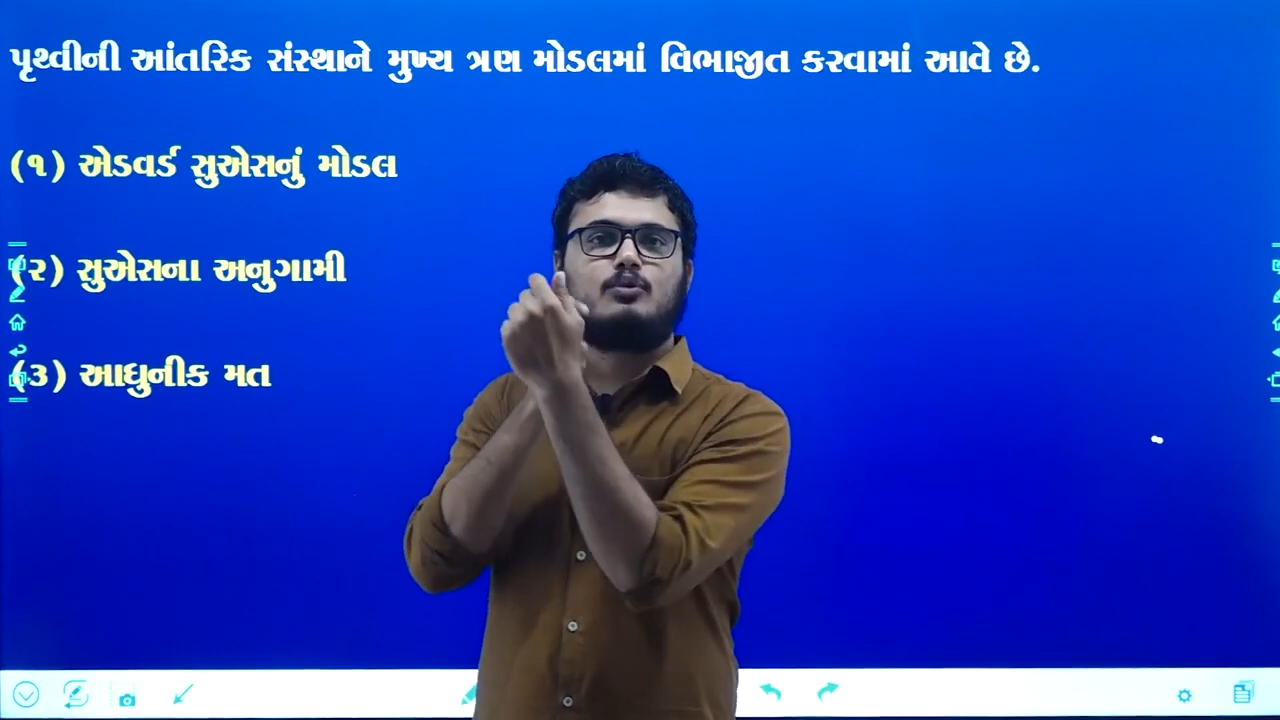 પૃથ્વીની આંતરિક સંસ્થાને મુખ્ય ત્રણ મોડલમાં વિભાજીત કરવામાં આવે છે.
(૧) એડવર્ડ સુએસનું મોડલ
(૨) સુએસના અનુગામી
(૩) આધુનીક મત